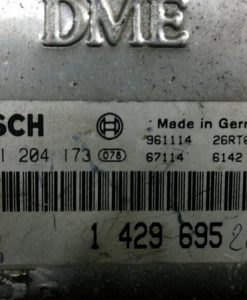 DME
SCH Made in Germ
961114 26RT0
1 204 173 078 67114 6142
1 429 695